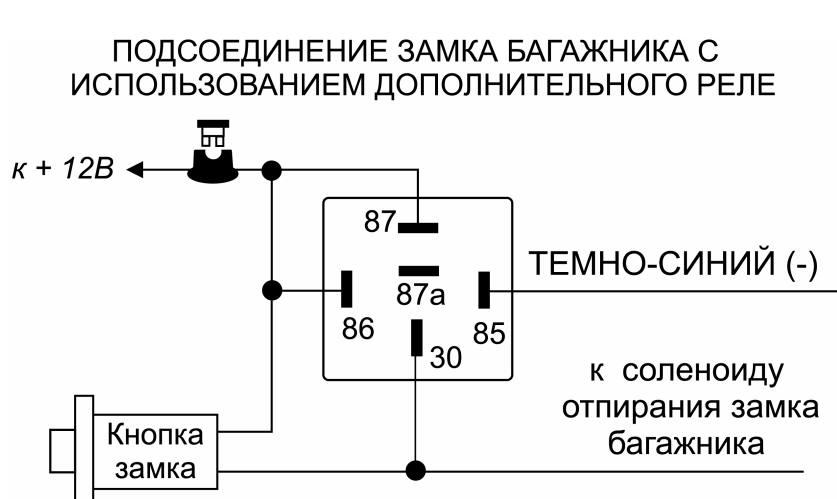 ПОДСОЕДИНЕНИЕ ЗАМКА БАГАЖНИКА С
ИСПОЛЬЗОВАНИЕМ ДОПОЛНИТЕЛЬНОГО РЕЛЕ
к + 12В
87
ТЕМНО-СИНИЙ (-)
87а
86
85
30
к соленоиду
отпирания замка
багажника
Кнопка
замка